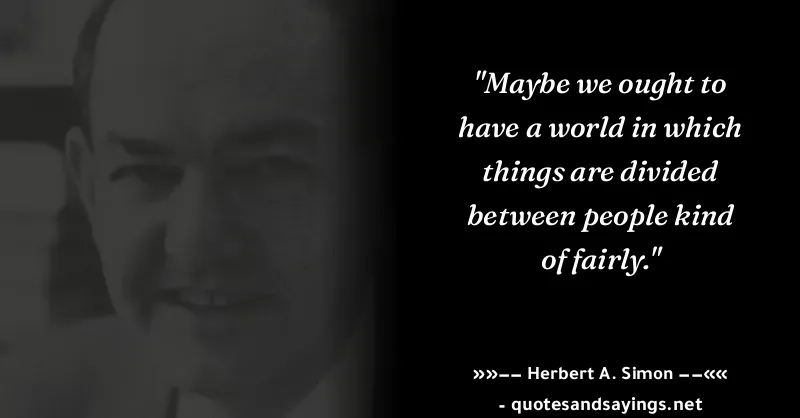 "Maybe we ought to
have a world in which
things are divided
between people kind
of fairly."
»»−− Herbert A. Simon −−««
- quotesandsayings.net